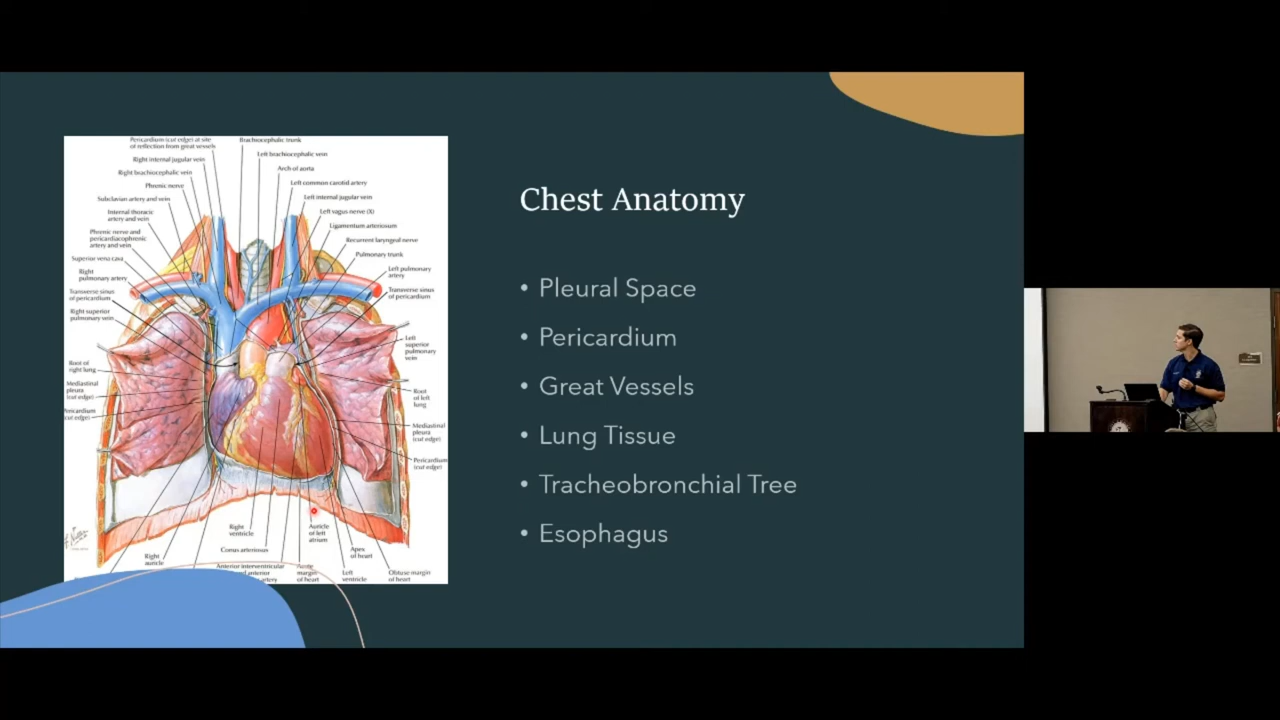 Pericardium (cut edge) at site
of reflection from great vessels
Brachiocephalic trunk
Left brachiocephalic vein
Right internal jugular vein
Arch of aorta
Right brachiocephalic vein
Left common carotid artery
Phrenic nerve
Left internal jugular vein
Subclavian artery and vein
Left vagus nerve (X)
Internal thoracic
artery and vein
Ligamentum arteriosum
Phrenic nerve and
pericardiacophrenic
artery and vein
Recurrent laryngeal nerve
Pulmonary trunk
Superior vena cava
Left pulmonary
artery
Right
pulmonary artery
Transverse sinus
of pericardium
Transverse sinus
of pericardium
Right superior
pulmonary vein
Left
superior
pulmonary
vein
Root of
right lung
Mediastinal
pleura
(cut edge)
Root
of left
lung
Pericardium
(cut edge)
Mediastinal
pleura
(cut edge)
Pericardium
(cut edge)
Right
ventricle
Auricle
of left
atrium
Conus arteriosus
Apex
of heart
Right
auricle
Anterior interventricular
margin
of heart
Left
ventricle
Obtuse margin
of heart
Chest Anatomy
• Pleural Space
• Pericardium
• Great Vessels
• Lung Tissue
• Tracheobronchial Tree
• Esophagus